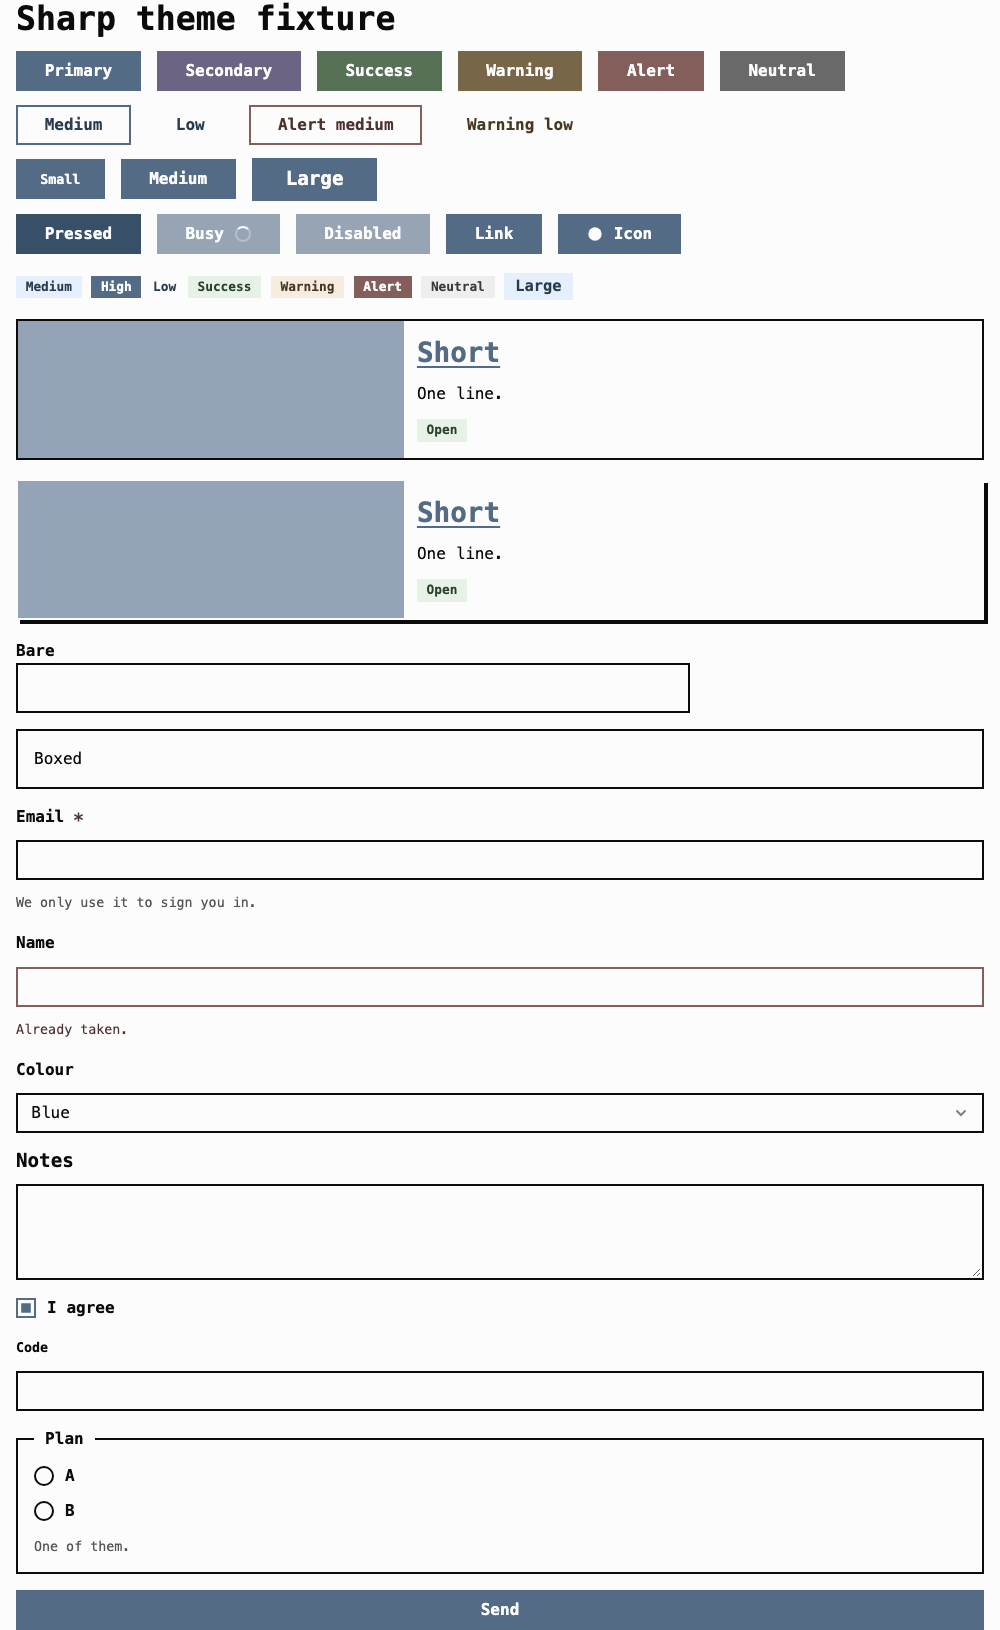 Sharp theme fixture
Primary Secondary Success Warning Alert Neutral
Medium Low Alert medium Warning low
Small Medium Large
Pressed Busy Disabled Link Icon
Medium High Low Success Warning Alert Neutral Large
Short
One line.
Open
Short
One line.
Open
Bare
Boxed
Email *
We only use it to sign you in.
Name
Already taken.
Colour
Blue
Notes
I agree
Code
Plan
A
B
One of them.
Send